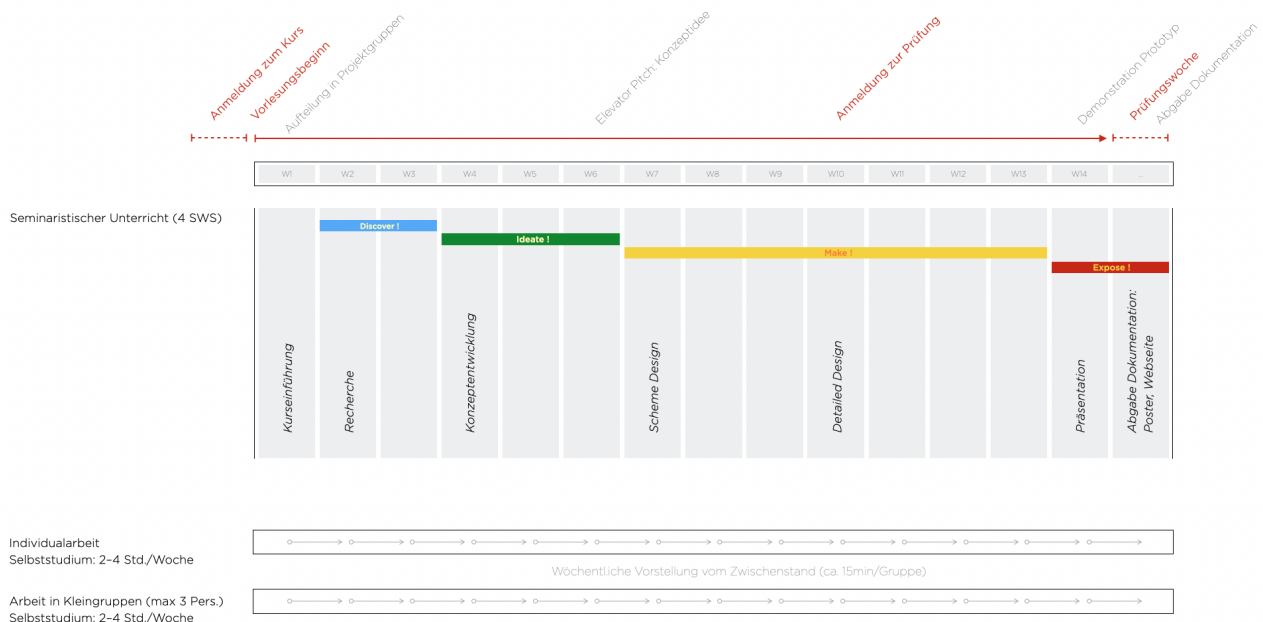 Anmeldung zum Kurs
Vorlesungsbeginn
Aufteilung in Projektgruppen
Elevator Pitch: Konzeptidee
Anmeldung zur Prüfung
Demonstration Prototyp
Prüfungswoche
Abgabe Dokumentation
W1 W2 W3 W4 W5 W6 W7 W8 W9 W10 W11 W12 W13 W14 ...
Seminaristischer Unterricht (4 SWS)
Discover !
Ideate !
Make !
Expose !
Kurseinführung
Recherche
Konzeptentwicklung
Scheme Design
Detailed Design
Präsentation
Abgabe Dokumentation:
Poster, Webseite
Individualarbeit
Selbststudium: 2–4 Std./Woche
Wöchentliche Vorstellung vom Zwischenstand (ca. 15min/Gruppe)
Arbeit in Kleingruppen (max 3 Pers.)
Selbststudium: 2–4 Std./Woche